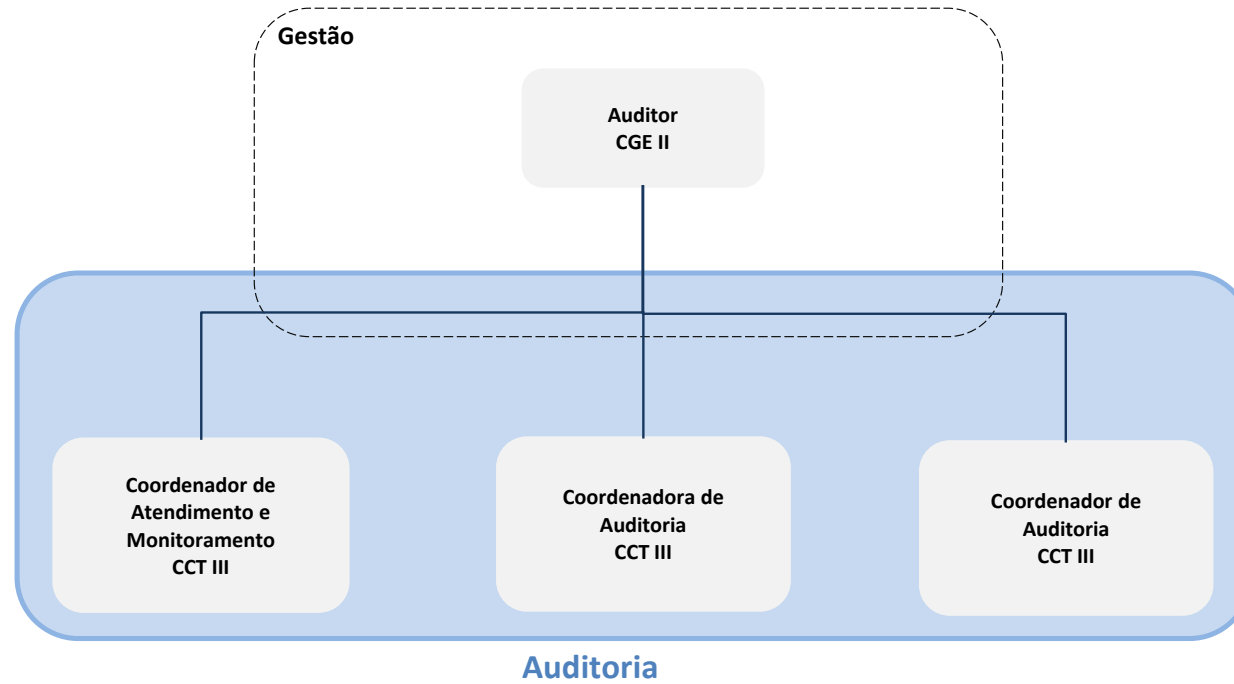 Gestão
Auditor
CGE II
Coordenador de
Atendimento e
Monitoramento
CCT III
Coordenadora de
Auditoria
CCT III
Coordenador de
Auditoria
CCT III
Auditoria